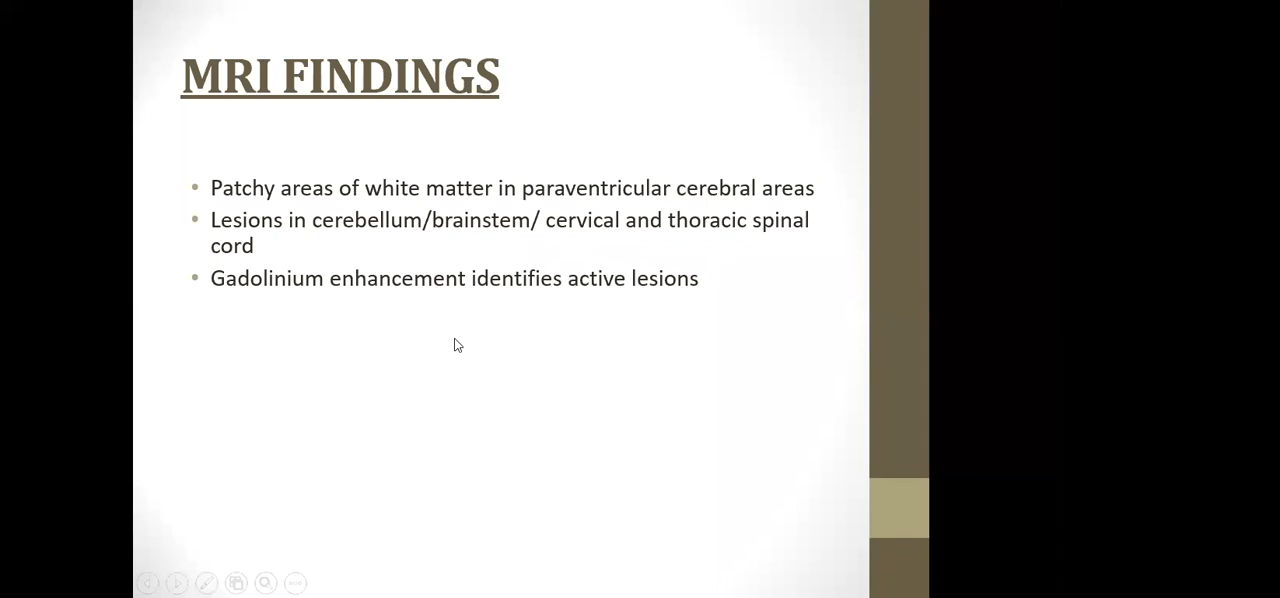 MRI FINDINGS
• Patchy areas of white matter in paraventricular cerebral areas
• Lesions in cerebellum/brainstem/ cervical and thoracic spinal
cord
• Gadolinium enhancement identifies active lesions